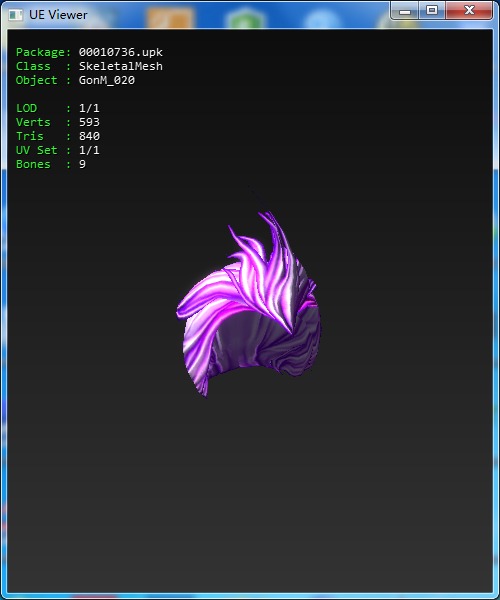 UE Viewer
Package: 00010736.upk
Class  : SkeletalMesh
Object : GonM_020
LOD    : 1/1
Verts  : 593
Tris   : 840
UV Set : 1/1
Bones  : 9